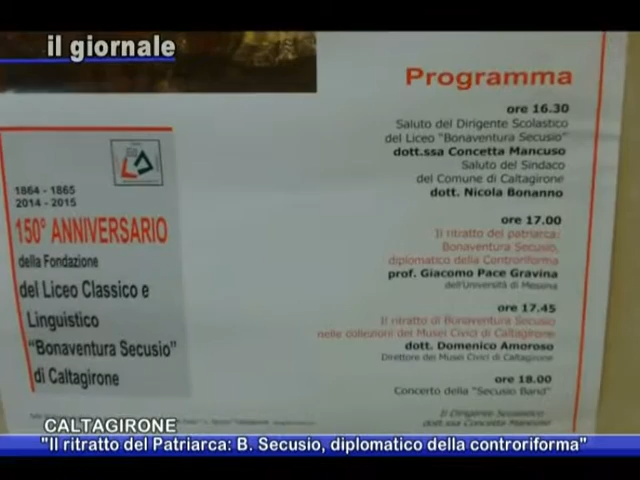 il giornale
Programma
ore 16.30
Saluto del Dirigente Scolastico
del Liceo "Bonaventura Secusio"
dott.ssa Concetta Mancuso
Saluto del Sindaco
del Comune di Caltagirone
dott. Nicola Bonanno
ore 17.00
Il ritratto del patriarca:
Bonaventura Secusio,
diplomatico della Controriforma
prof. Giacomo Pace Gravina
dell'Università di Messina
ore 17.45
Il ritratto di Bonaventura Secusio
nelle collezioni dei Musei Civici di Caltagirone
dott. Domenico Amoroso
Direttore dei Musei Civici di Caltagirone
ore 18.00
Concerto della "Secusio Band"
Il Dirigente Scolastico
dott.ssa Concetta Mancuso
1864 - 1865
2014 - 2015
150° ANNIVERSARIO
della Fondazione
del Liceo Classico e
Linguistico
"Bonaventura Secusio"
di Caltagirone
CALTAGIRONE
"Il ritratto del Patriarca: B. Secusio, diplomatico della controriforma"